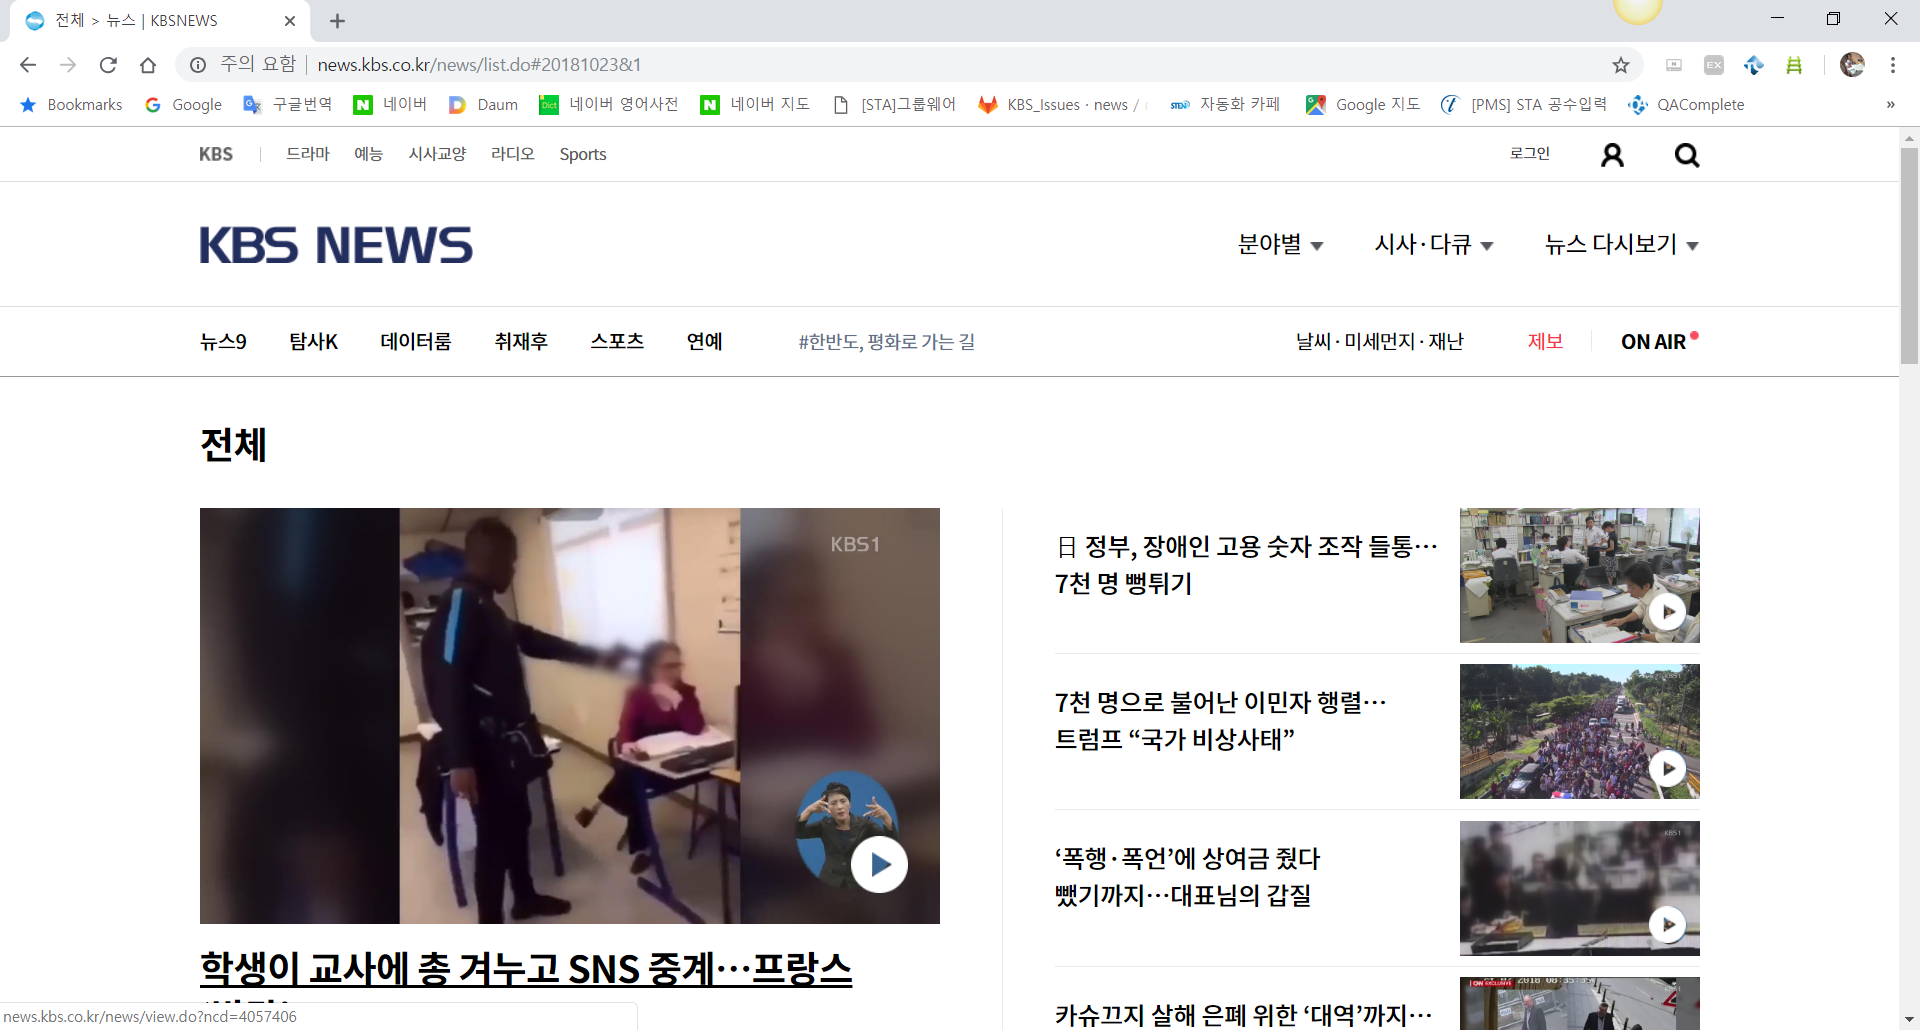 전체 > 뉴스 | KBSNEWS
주의 요함 | news.kbs.co.kr/news/list.do#20181023&1
Bookmarks Google 구글번역 네이버 Daum 네이버 영어사전 네이버 지도 [STA]그룹웨어 KBS_Issues · news / 자동화 카페 Google 지도 [PMS] STA 공수입력 QAComplete »
KBS 드라마 예능 시사교양 라디오 Sports 로그인
KBS NEWS 분야별 시사·다큐 뉴스 다시보기
뉴스9 탐사K 데이터룸 취재후 스포츠 연예 #한반도, 평화로 가는 길 날씨·미세먼지·재난 제보 ON AIR
전체
KBS1
학생이 교사에 총 겨누고 SNS 중계…프랑스
日 정부, 장애인 고용 숫자 조작 들통…
7천 명 뻥튀기
7천 명으로 불어난 이민자 행렬…
트럼프 “국가 비상사태”
‘폭행·폭언’에 상여금 줬다
뺐기까지…대표님의 갑질
KBS1
카슈끄지 살해 은폐 위한 ‘대역’까지…
CNN EXCLUSIVE
news.kbs.co.kr/news/view.do?ncd=4057406